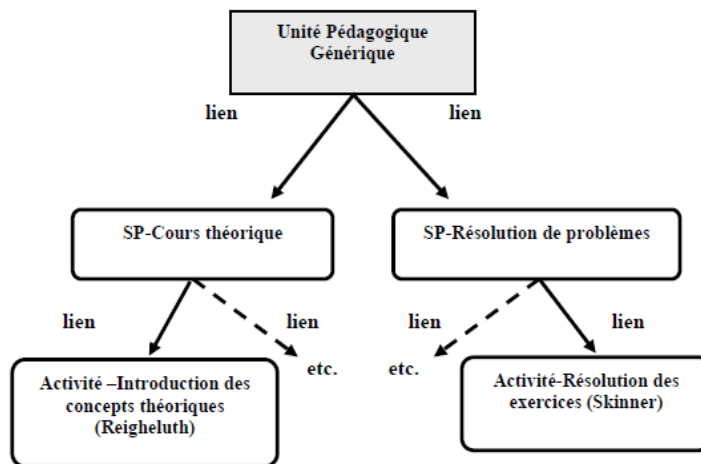 Unité Pédagogique
Générique
lien
lien
SP-Cours théorique
SP-Résolution de problèmes
lien
lien
lien
lien
etc.
etc.
Activité –Introduction des
concepts théoriques
(Reigheluth)
Activité-Résolution des
exercices (Skinner)